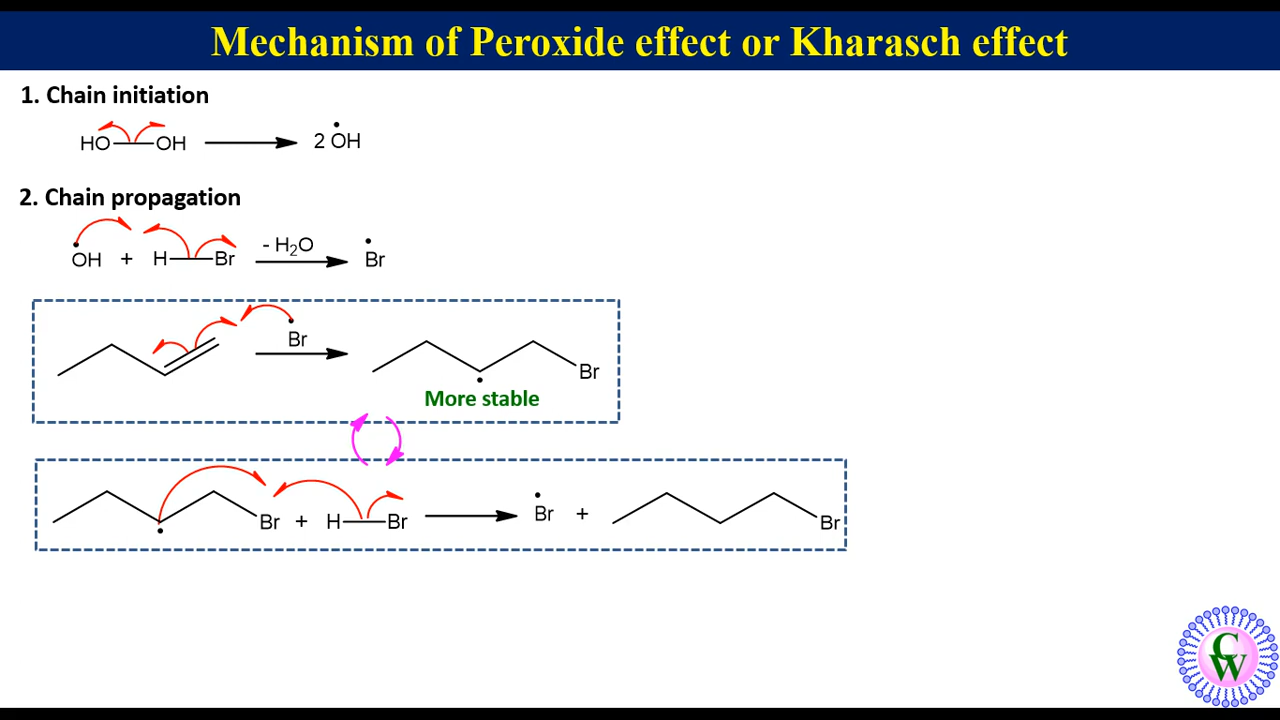 Mechanism of Peroxide effect or Kharasch effect
1. Chain initiation
HO OH 2 OH
2. Chain propagation
OH + H Br - H₂O Br
Br
Br
More stable
Br + H Br Br + Br
CW